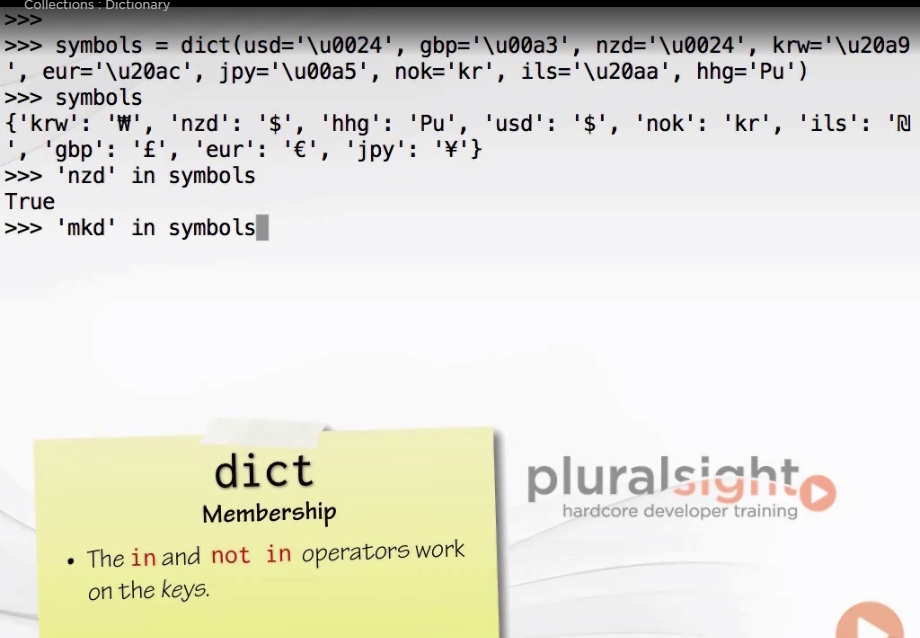 Collections : Dictionary
>>>
>>> symbols = dict(usd='\u0024', gbp='\u00a3', nzd='\u0024', krw='\u20a9
', eur='\u20ac', jpy='\u00a5', nok='kr', ils='\u20aa', hhg='Pu')
>>> symbols
{'krw': '₩', 'nzd': '$', 'hhg': 'Pu', 'usd': '$', 'nok': 'kr', 'ils': '₪
', 'gbp': '£', 'eur': '€', 'jpy': '¥'}
>>> 'nzd' in symbols
True
>>> 'mkd' in symbols
dict
Membership
• The in and not in operators work
on the keys.
pluralsight
hardcore developer training